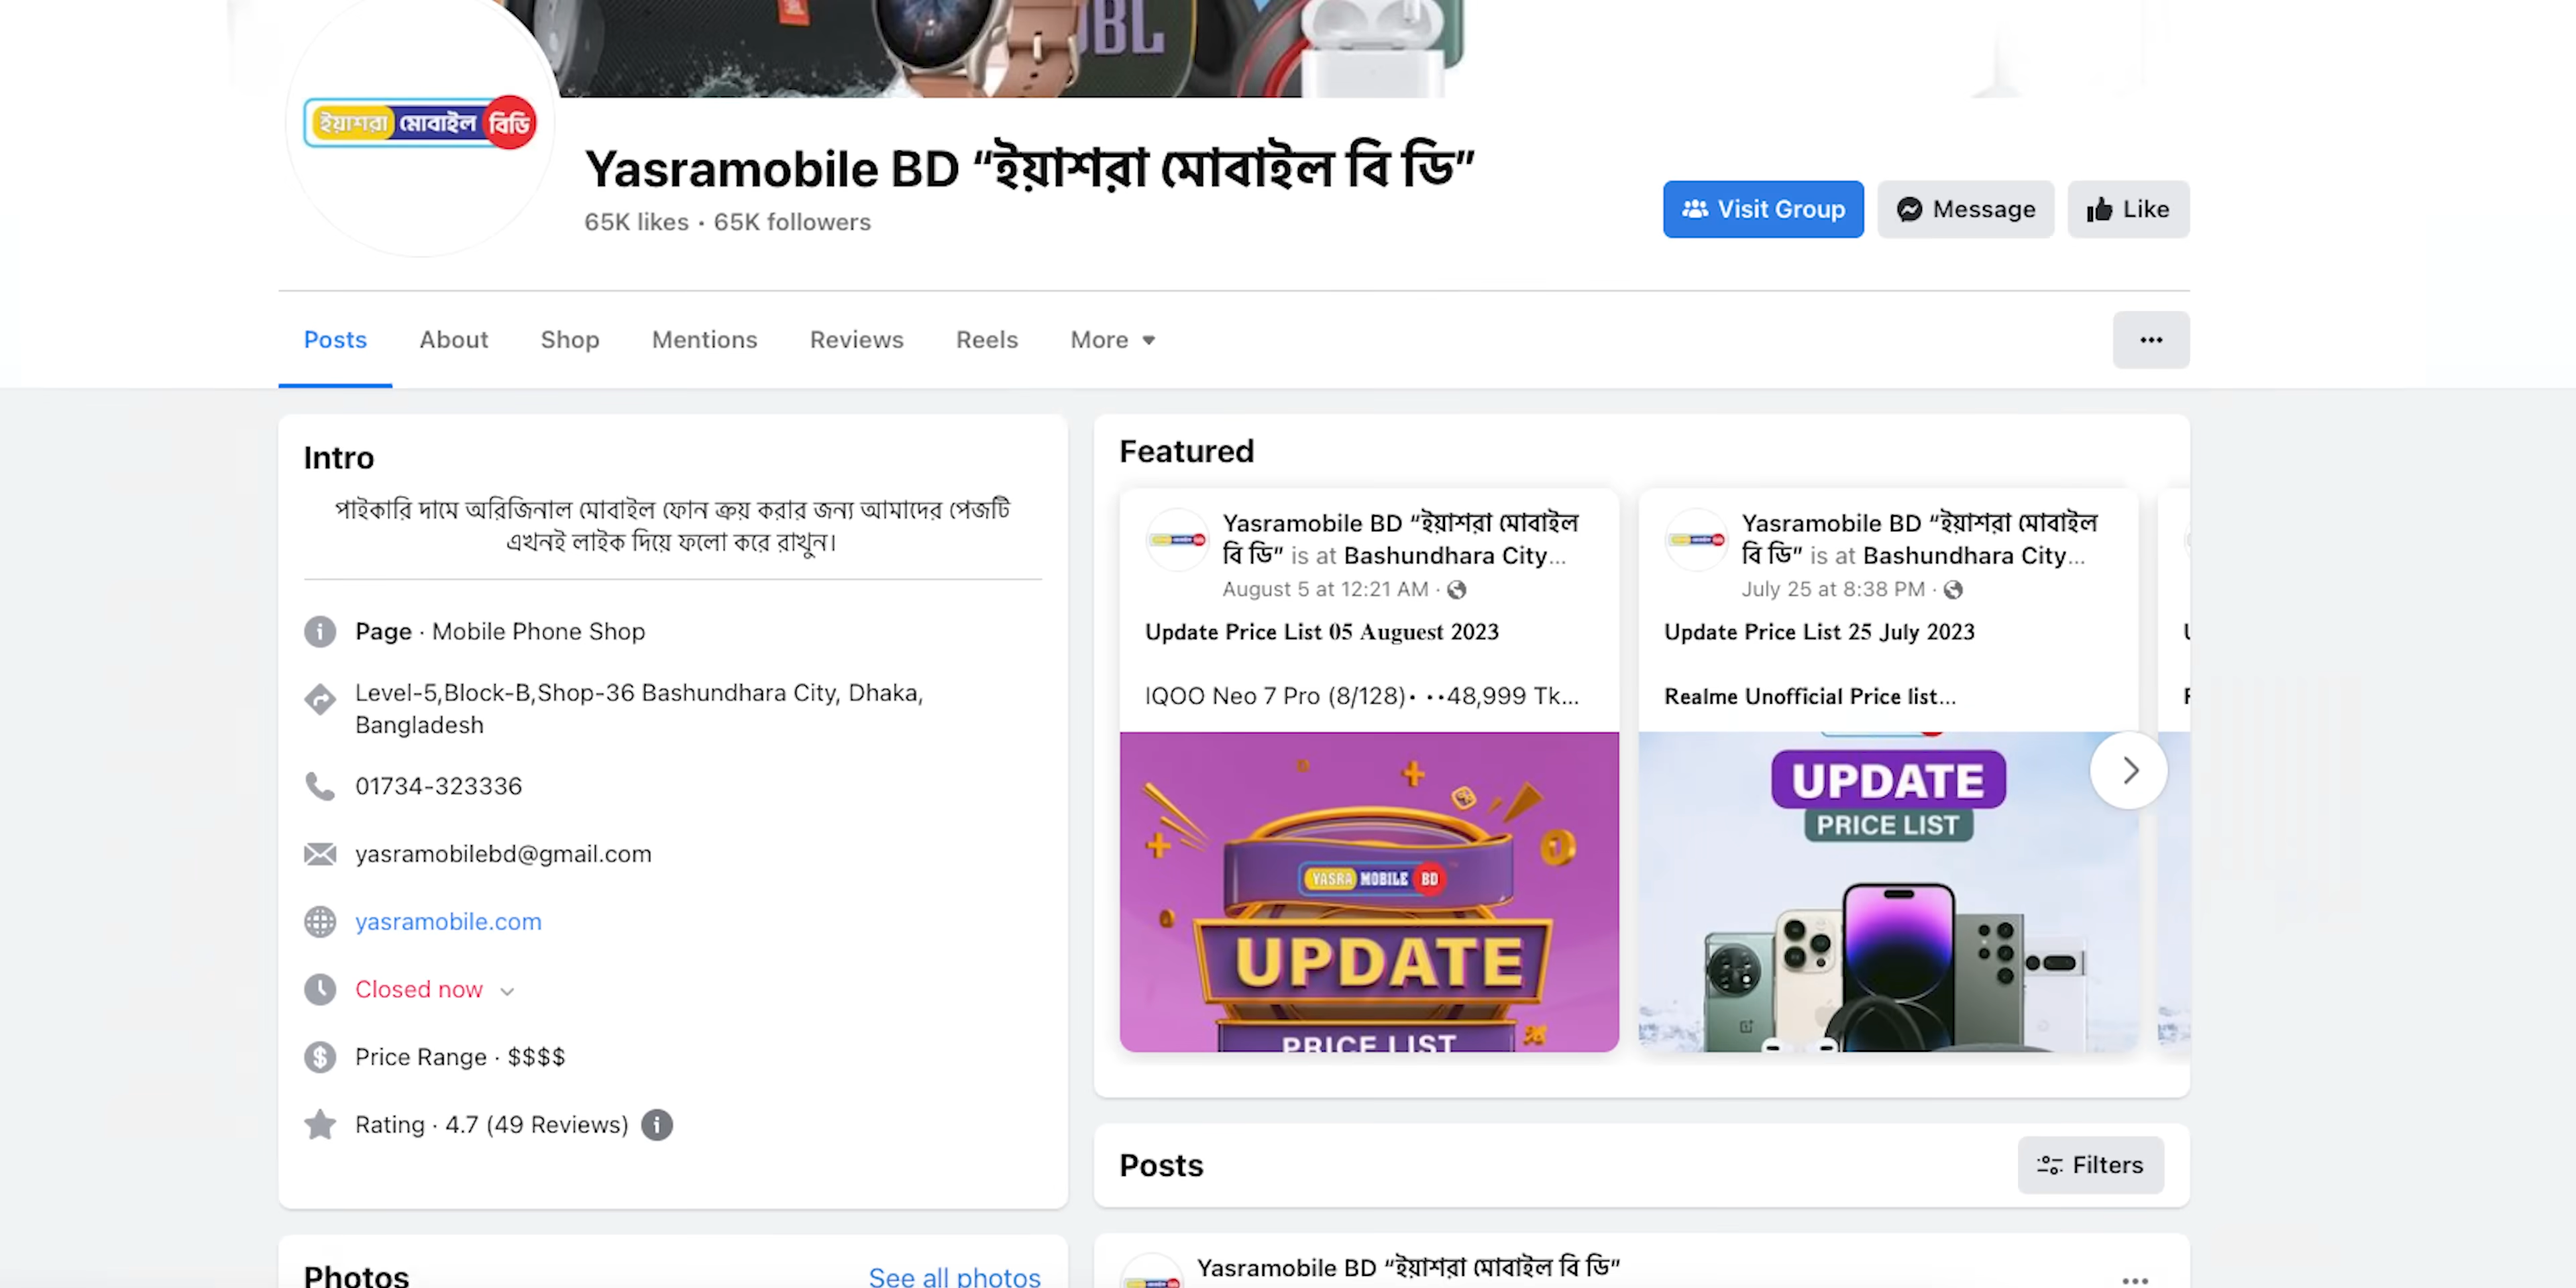 JBL
ইয়াশরা মোবাইল বিডি
Yasramobile BD “ইয়াশরা মোবাইল বি ডি”
65K likes • 65K followers
Visit Group
Message
Like
Posts
About
Shop
Mentions
Reviews
Reels
More
Intro
পাইকারি দামে অরিজিনাল মোবাইল ফোন ক্রয় করার জন্য আমাদের পেজটি
এখনই লাইক দিয়ে ফলো করে রাখুন।
Page · Mobile Phone Shop
Level-5,Block-B,Shop-36 Bashundhara City, Dhaka,
Bangladesh
01734-323336
yasramobilebd@gmail.com
yasramobile.com
Closed now
Price Range · $$$$
Rating · 4.7 (49 Reviews)
Photos
See all photos
Featured
Yasramobile BD “ইয়াশরা মোবাইল
বি ডি” is at Bashundhara City...
August 5 at 12:21 AM ·
Update Price List 05 Auguest 2023
IQOO Neo 7 Pro (8/128)• ••48,999 Tk...
YASRA MOBILE BD
UPDATE
PRICE LIST
Yasramobile BD “ইয়াশরা মোবাইল
বি ডি” is at Bashundhara City...
July 25 at 8:38 PM ·
Update Price List 25 July 2023
Realme Unofficial Price list...
UPDATE
PRICE LIST
Posts
Filters
Yasramobile BD “ইয়াশরা মোবাইল বি ডি”